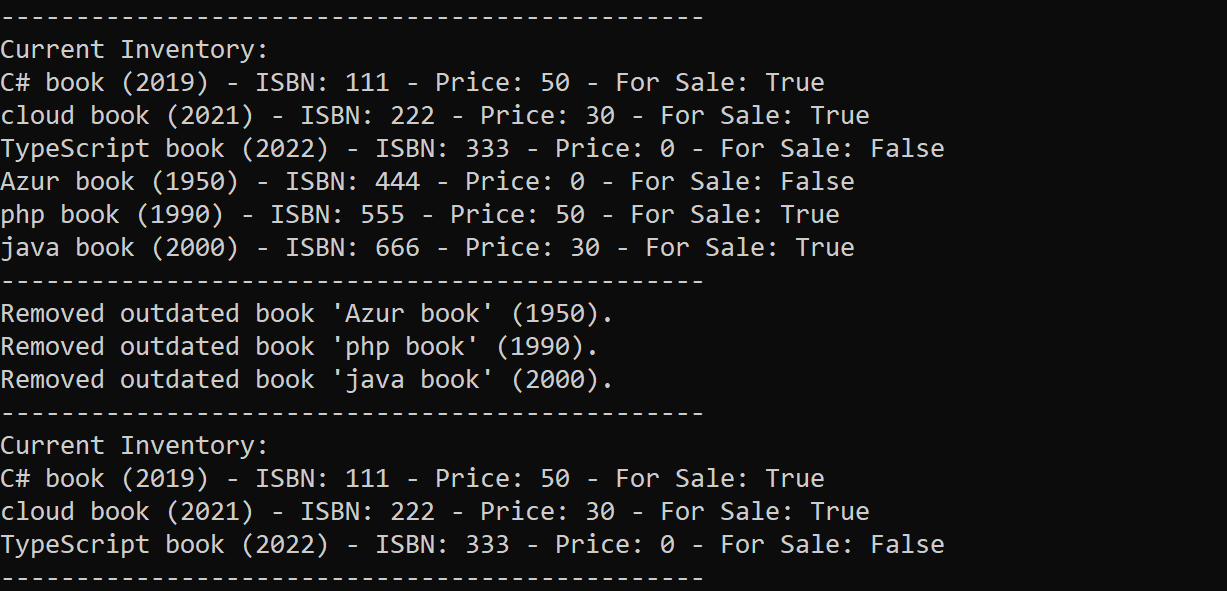 -----------------------------------------------
Current Inventory:
C# book (2019) - ISBN: 111 - Price: 50 - For Sale: True
cloud book (2021) - ISBN: 222 - Price: 30 - For Sale: True
TypeScript book (2022) - ISBN: 333 - Price: 0 - For Sale: False
Azur book (1950) - ISBN: 444 - Price: 0 - For Sale: False
php book (1990) - ISBN: 555 - Price: 50 - For Sale: True
java book (2000) - ISBN: 666 - Price: 30 - For Sale: True
-----------------------------------------------
Removed outdated book 'Azur book' (1950).
Removed outdated book 'php book' (1990).
Removed outdated book 'java book' (2000).
-----------------------------------------------
Current Inventory:
C# book (2019) - ISBN: 111 - Price: 50 - For Sale: True
cloud book (2021) - ISBN: 222 - Price: 30 - For Sale: True
TypeScript book (2022) - ISBN: 333 - Price: 0 - For Sale: False
-----------------------------------------------